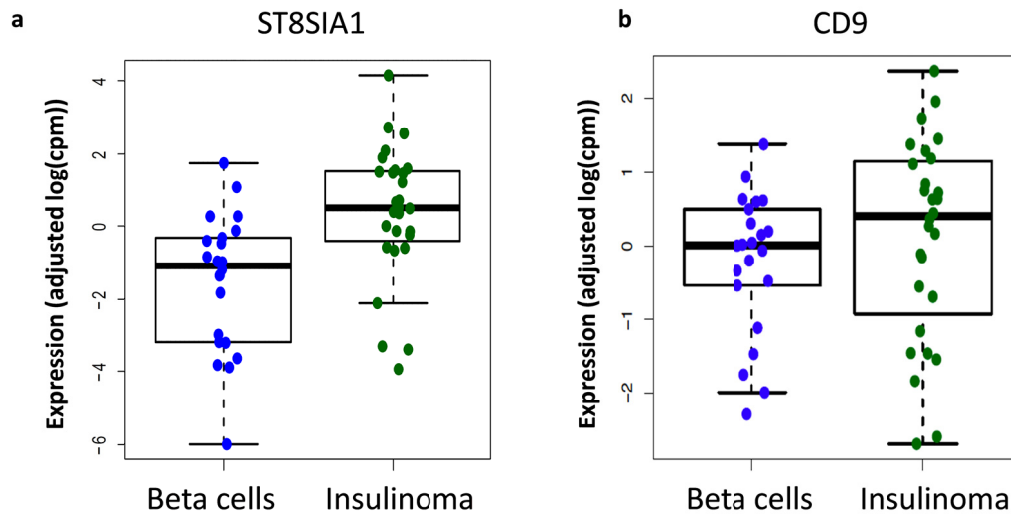 a
ST8SIA1
Expression (adjusted log(cpm))
4
2
0
−2
−4
−6
Beta cells
Insulinoma
b
CD9
Expression (adjusted log(cpm))
2
1
0
−1
−2
Beta cells
Insulinoma